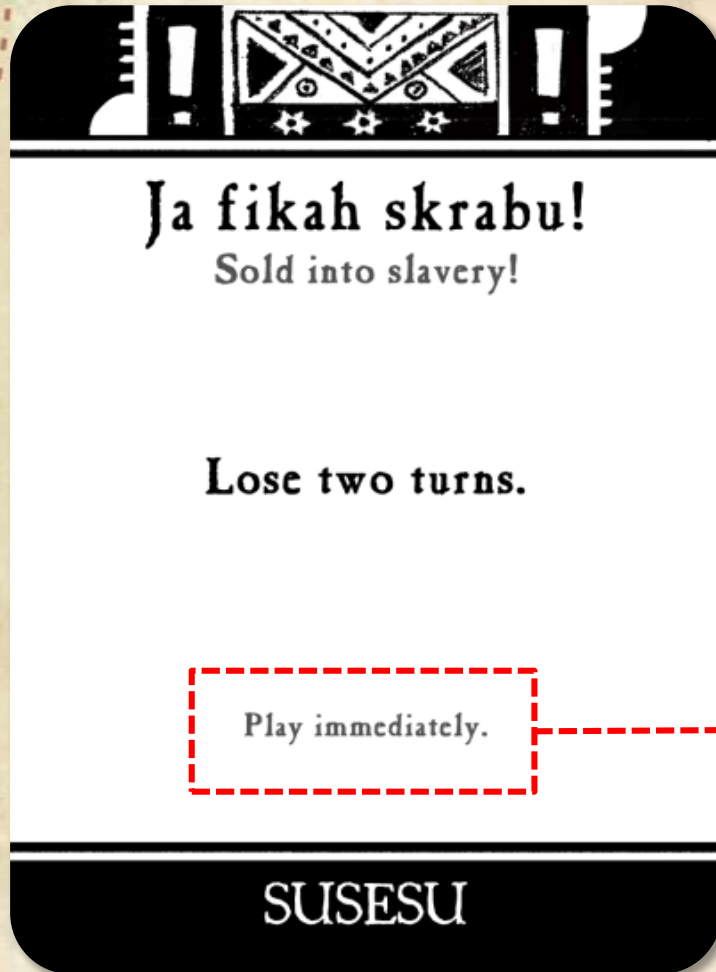 Ja fikah skrabu!
Sold into slavery!
Lose two turns.
Play immediately.
SUSESU